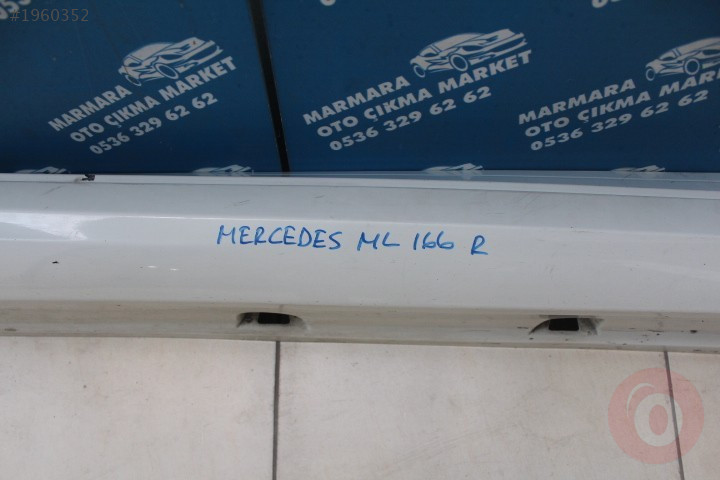 #1960352
MARMARA
OTO ÇIKMA MARKET
0536 329 62 62
MARMARA
OTO ÇIKMA MARKET
0536 329 62 62
MARMARA
OTO ÇIKMA MARKET
0536 329 62 62
MERCEDES ML 166 R